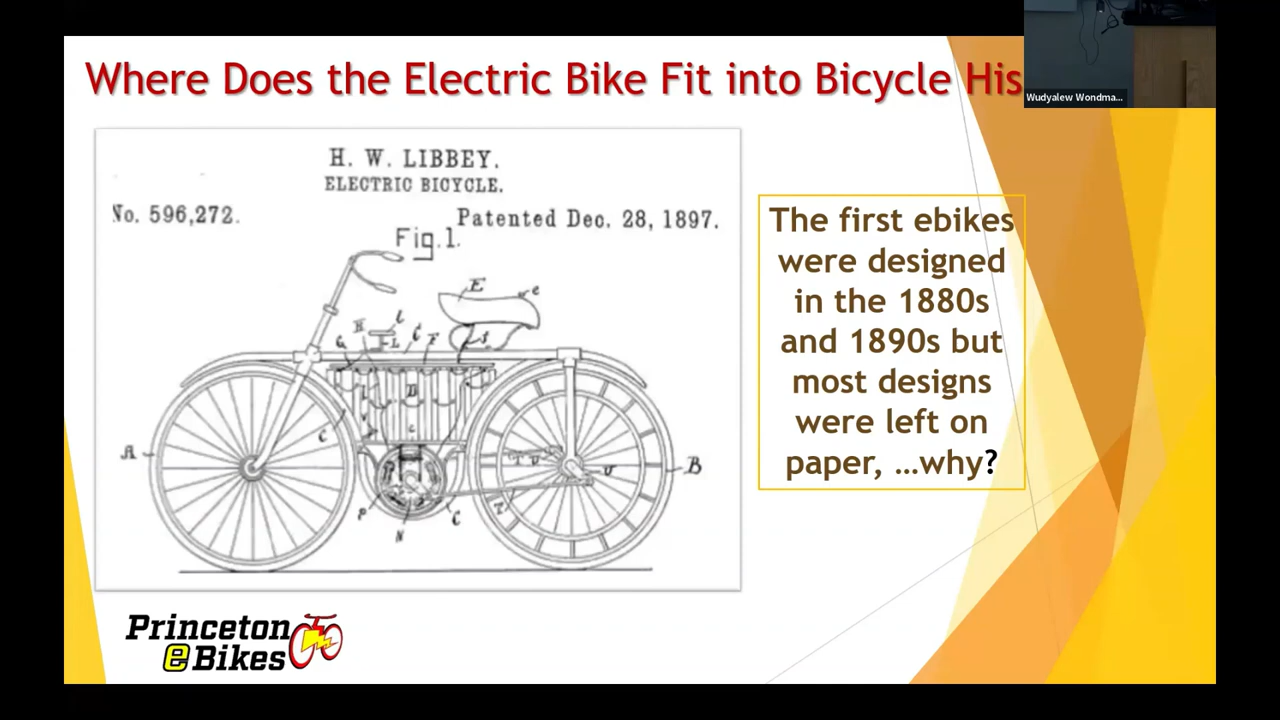 Where Does the Electric Bike Fit into Bicycle His
Wudyalew Wondma...
H. W. LIBBEY.
ELECTRIC BICYCLE.
No. 596,272.
Patented Dec. 28, 1897.
Fig. 1.
E
e
A
B
C
N
P
The first ebikes
were designed
in the 1880s
and 1890s but
most designs
were left on
paper, ...why?
Princeton
eBikes